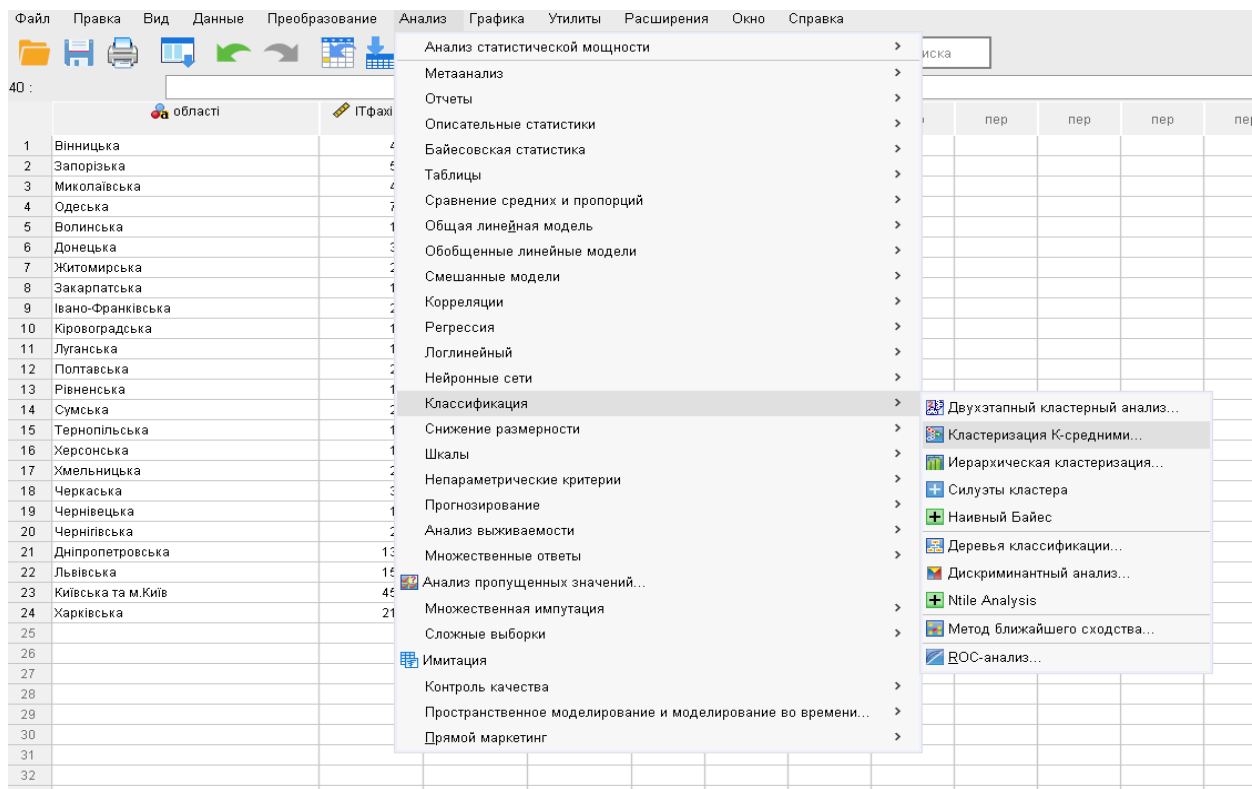 Файл Правка Вид Данные Преобразование Анализ Графика Утилиты Расширения Окно Справка
40 :
області ІТфахі
пер пер пер
1 Вінницька
2 Запорізька
3 Миколаївська
4 Одеська
5 Волинська
6 Донецька
7 Житомирська
8 Закарпатська
9 Івано-Франківська
10 Кіровоградська
11 Луганська
12 Полтавська
13 Рівненська
14 Сумська
15 Тернопільська
16 Херсонська
17 Хмельницька
18 Черкаська
19 Чернівецька
20 Чернігівська
21 Дніпропетровська 13
22 Львівська 15
23 Київська та м.Київ 45
24 Харківська 21
25
26
27
28
29
30
31
32
Анализ статистической мощности
Метаанализ
Отчеты
Описательные статистики
Байесовская статистика
Таблицы
Сравнение средних и пропорций
Общая линейная модель
Обобщенные линейные модели
Смешанные модели
Корреляции
Регрессия
Логлинейный
Нейронные сети
Классификация
Снижение размерности
Шкалы
Непараметрические критерии
Прогнозирование
Анализ выживаемости
Множественные ответы
Анализ пропущенных значений...
Множественная импутация
Сложные выборки
Имитация
Контроль качества
Пространственное моделирование и моделирование во времени...
Прямой маркетинг
Двухэтапный кластерный анализ...
Кластеризация К-средними...
Иерархическая кластеризация...
Силуэты кластера
Наивный Байес
Деревья классификации...
Дискриминантный анализ...
Ntile Analysis
Метод ближайшего сходства...
ROC-анализ...